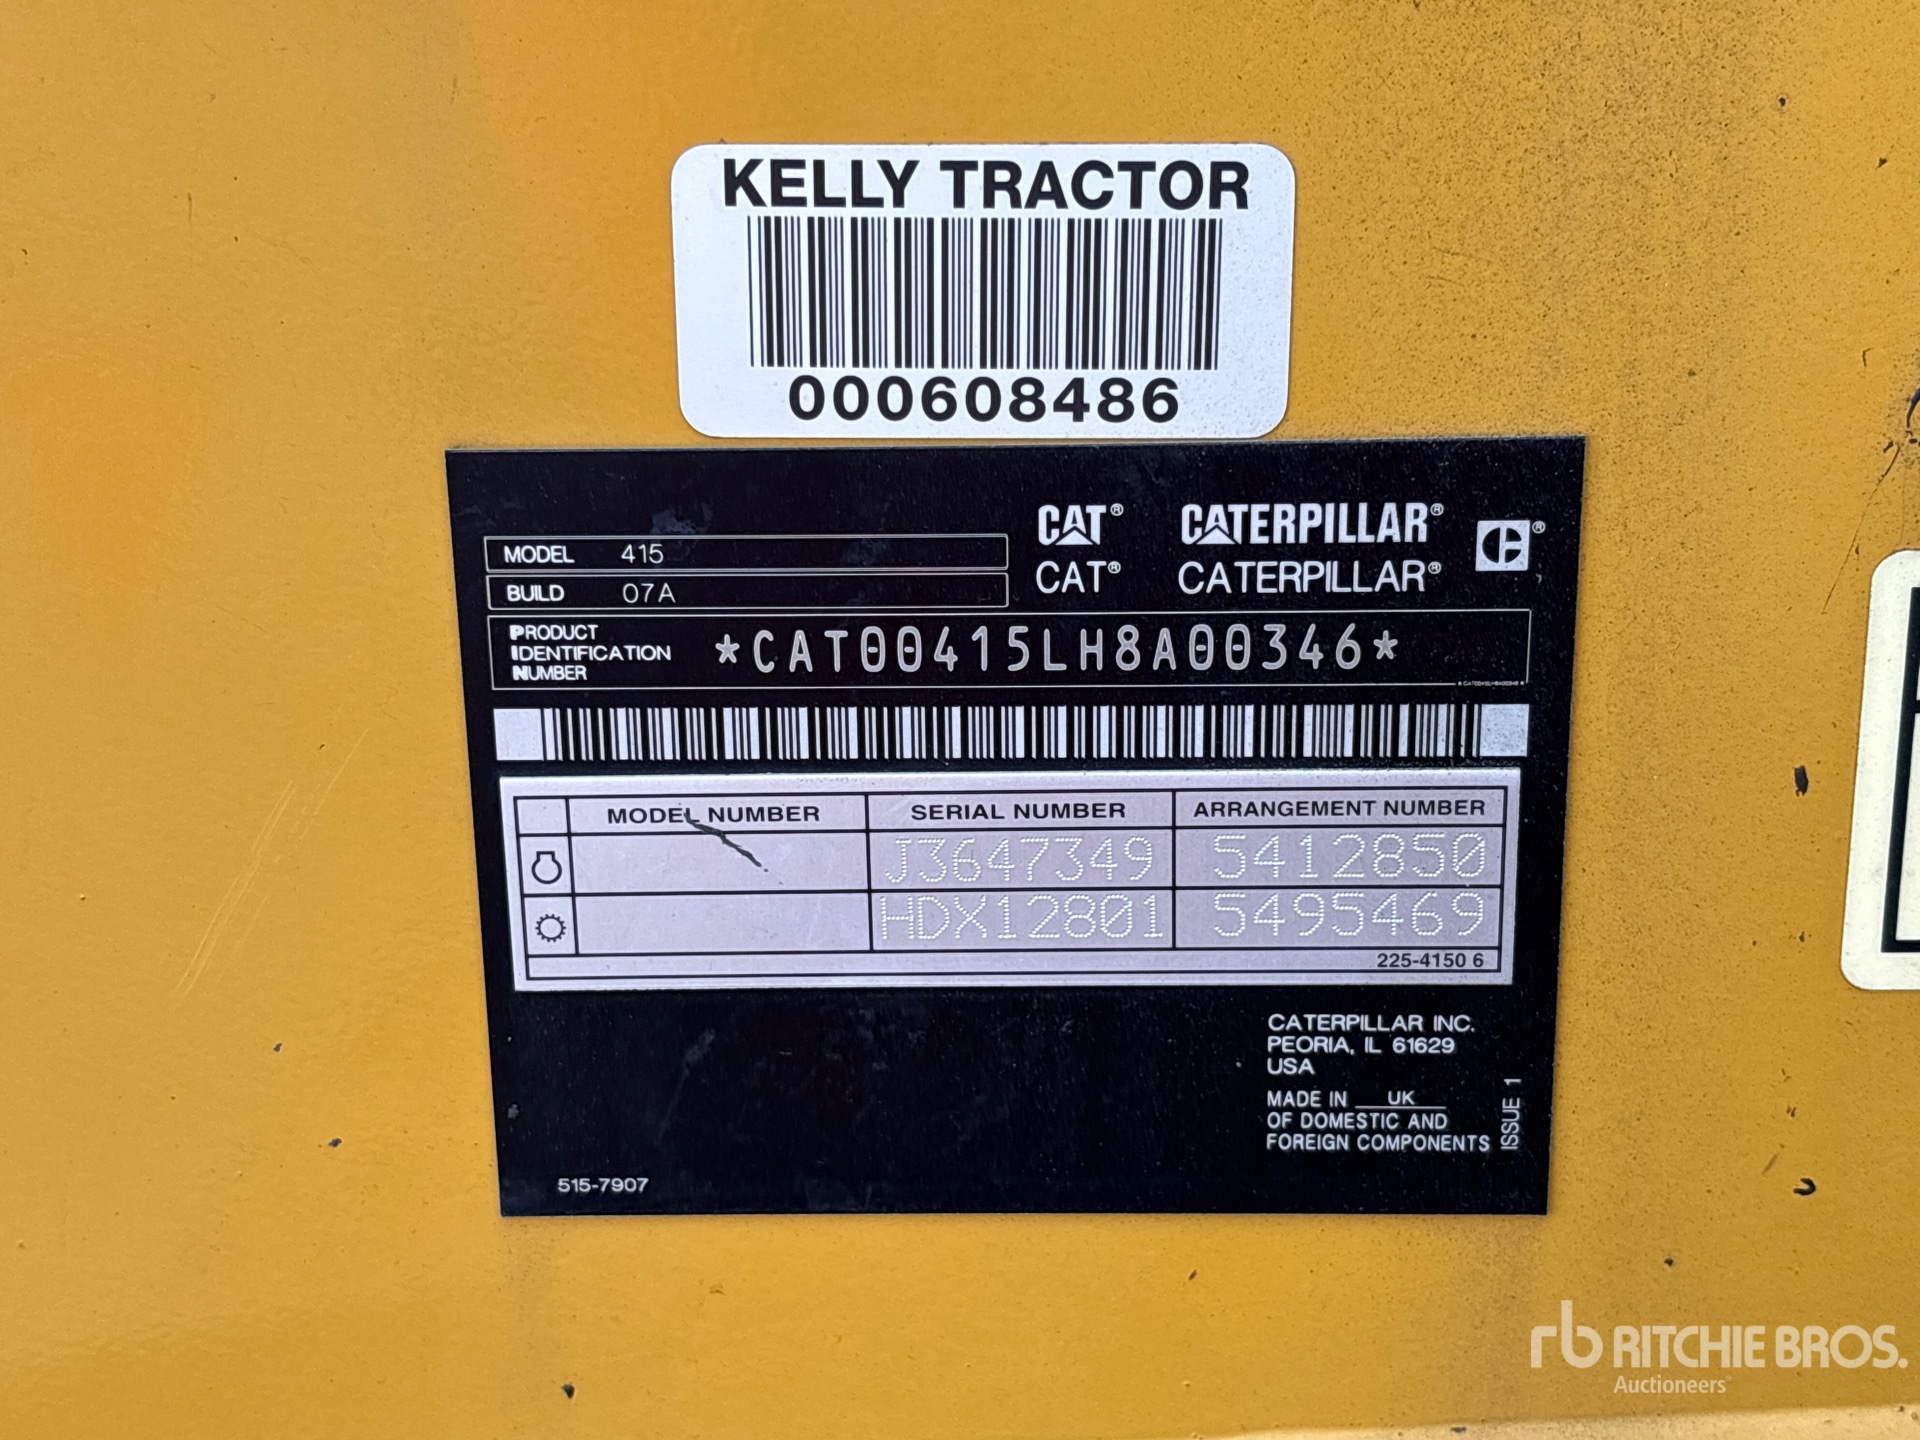 KELLY TRACTOR
000608486
CAT® CATERPILLAR®
CAT® CATERPILLAR®
MODEL 415
BUILD 07A
PRODUCT
IDENTIFICATION
NUMBER
*CAT00415LH8A00346*
*CAT00415LH8A00346*
MODEL NUMBER SERIAL NUMBER ARRANGEMENT NUMBER
J3647349 5412850
HDX12801 5495469
225-4150 6
CATERPILLAR INC.
PEORIA, IL 61629
USA
MADE IN UK
OF DOMESTIC AND
FOREIGN COMPONENTS
ISSUE 1
515-7907
rb RITCHIE BROS.
Auctioneers